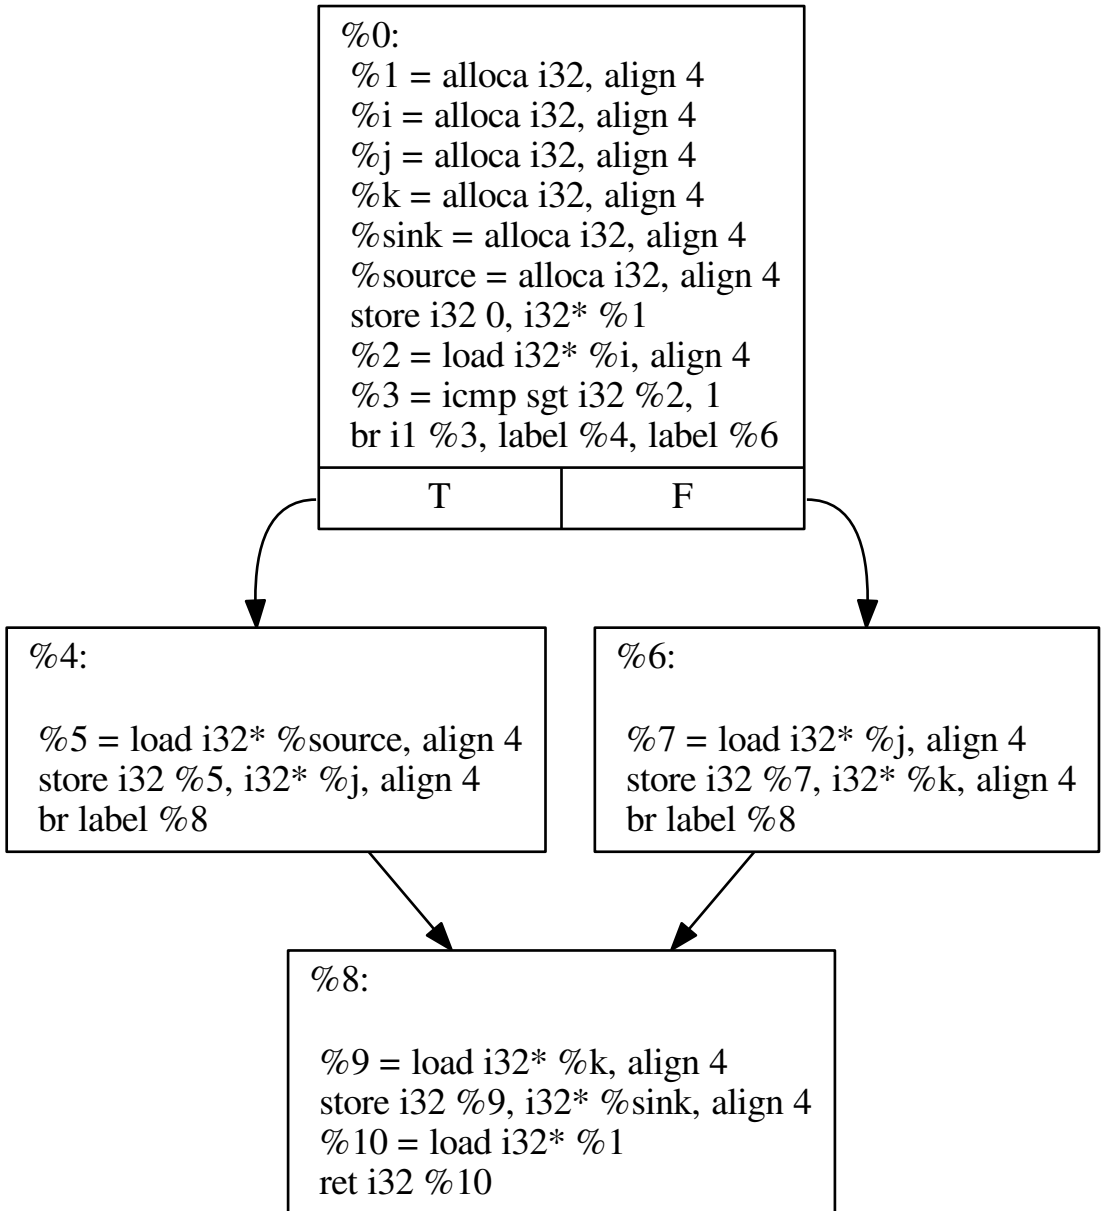 %0:
%1 = alloca i32, align 4
%i = alloca i32, align 4
%j = alloca i32, align 4
%k = alloca i32, align 4
%sink = alloca i32, align 4
%source = alloca i32, align 4
store i32 0, i32* %1
%2 = load i32* %i, align 4
%3 = icmp sgt i32 %2, 1
br i1 %3, label %4, label %6
T
F
%4:
%5 = load i32* %source, align 4
store i32 %5, i32* %j, align 4
br label %8
%6:
%7 = load i32* %j, align 4
store i32 %7, i32* %k, align 4
br label %8
%8:
%9 = load i32* %k, align 4
store i32 %9, i32* %sink, align 4
%10 = load i32* %1
ret i32 %10